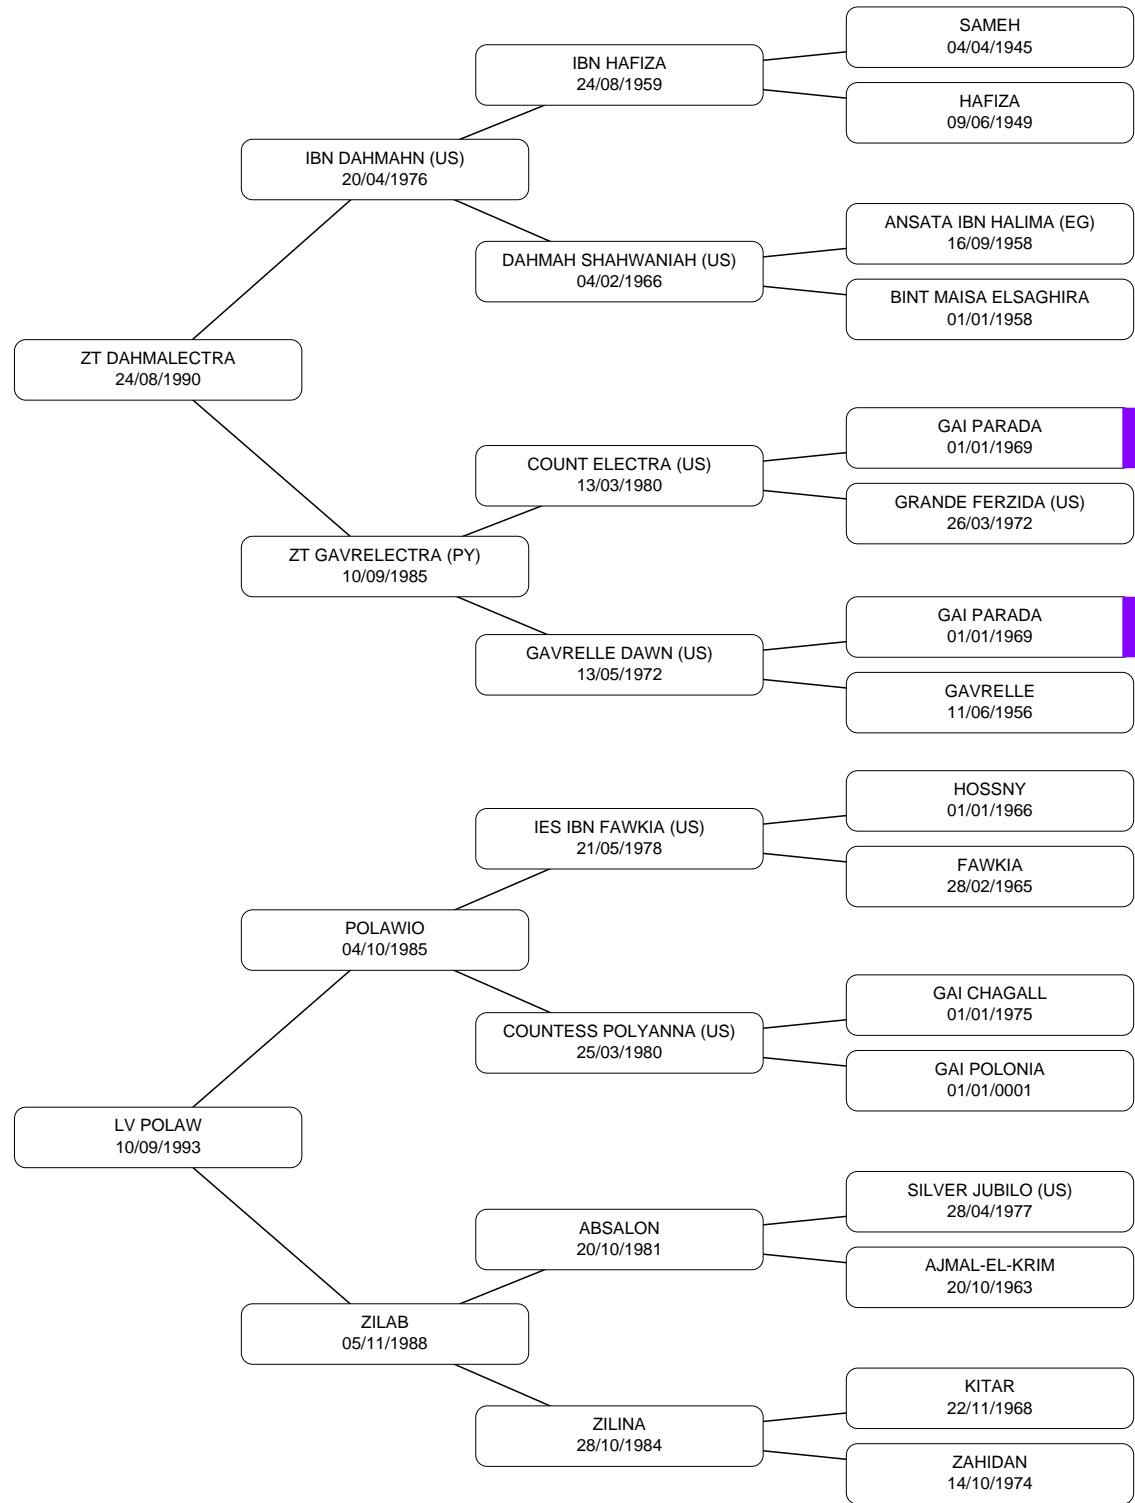 SAMEH
04/04/1945
IBN HAFIZA
24/08/1959
HAFIZA
09/06/1949
IBN DAHMAHN (US)
20/04/1976
ANSATA IBN HALIMA (EG)
16/09/1958
DAHMAH SHAHWANIAH (US)
04/02/1966
BINT MAISA ELSAGHIRA
01/01/1958
ZT DAHMALECTRA
24/08/1990
GAI PARADA
01/01/1969
COUNT ELECTRA (US)
13/03/1980
GRANDE FERZIDA (US)
26/03/1972
ZT GAVRELECTRA (PY)
10/09/1985
GAI PARADA
01/01/1969
GAVRELLE DAWN (US)
13/05/1972
GAVRELLE
11/06/1956
HOSSNY
01/01/1966
IES IBN FAWKIA (US)
21/05/1978
FAWKIA
28/02/1965
POLAWIO
04/10/1985
GAI CHAGALL
01/01/1975
COUNTESS POLYANNA (US)
25/03/1980
GAI POLONIA
01/01/0001
LV POLAW
10/09/1993
SILVER JUBILO (US)
28/04/1977
ABSALON
20/10/1981
AJMAL-EL-KRIM
20/10/1963
ZILAB
05/11/1988
KITAR
22/11/1968
ZILINA
28/10/1984
ZAHIDAN
14/10/1974